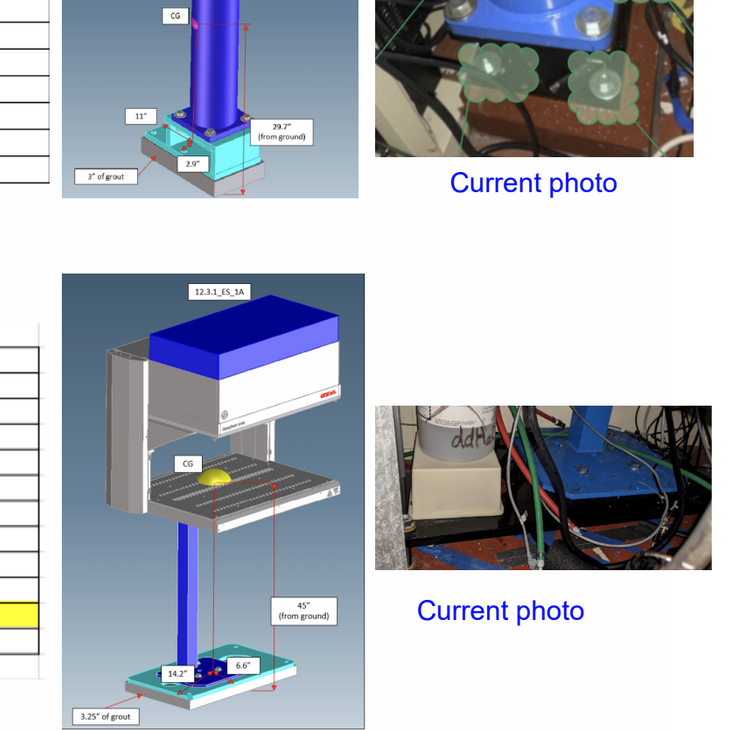 CG
11"
29.7"
(from ground)
2.9"
3" of grout
Current photo
12.3.1_ES_1A
CG
45"
(from ground)
14.2"
6.6"
3.25" of grout
Current photo